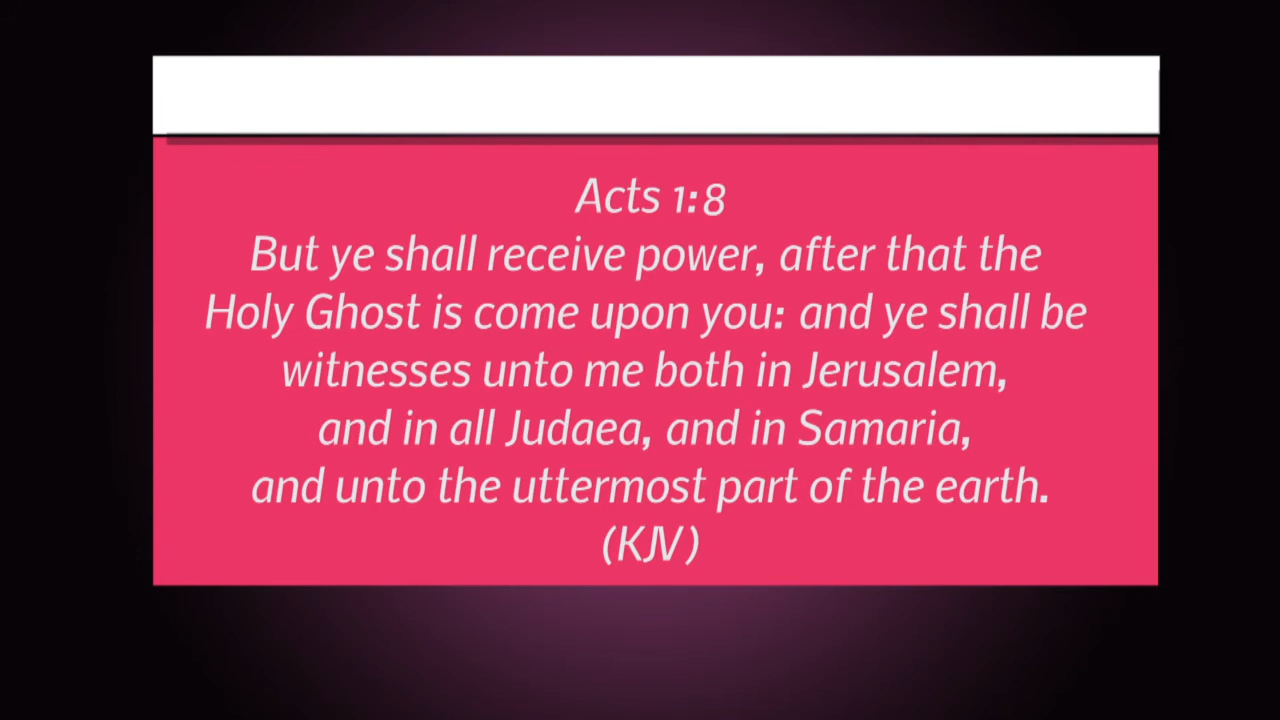 Acts 1:8
But ye shall receive power, after that the
Holy Ghost is come upon you: and ye shall be
witnesses unto me both in Jerusalem,
and in all Judaea, and in Samaria,
and unto the uttermost part of the earth.
(KJV)